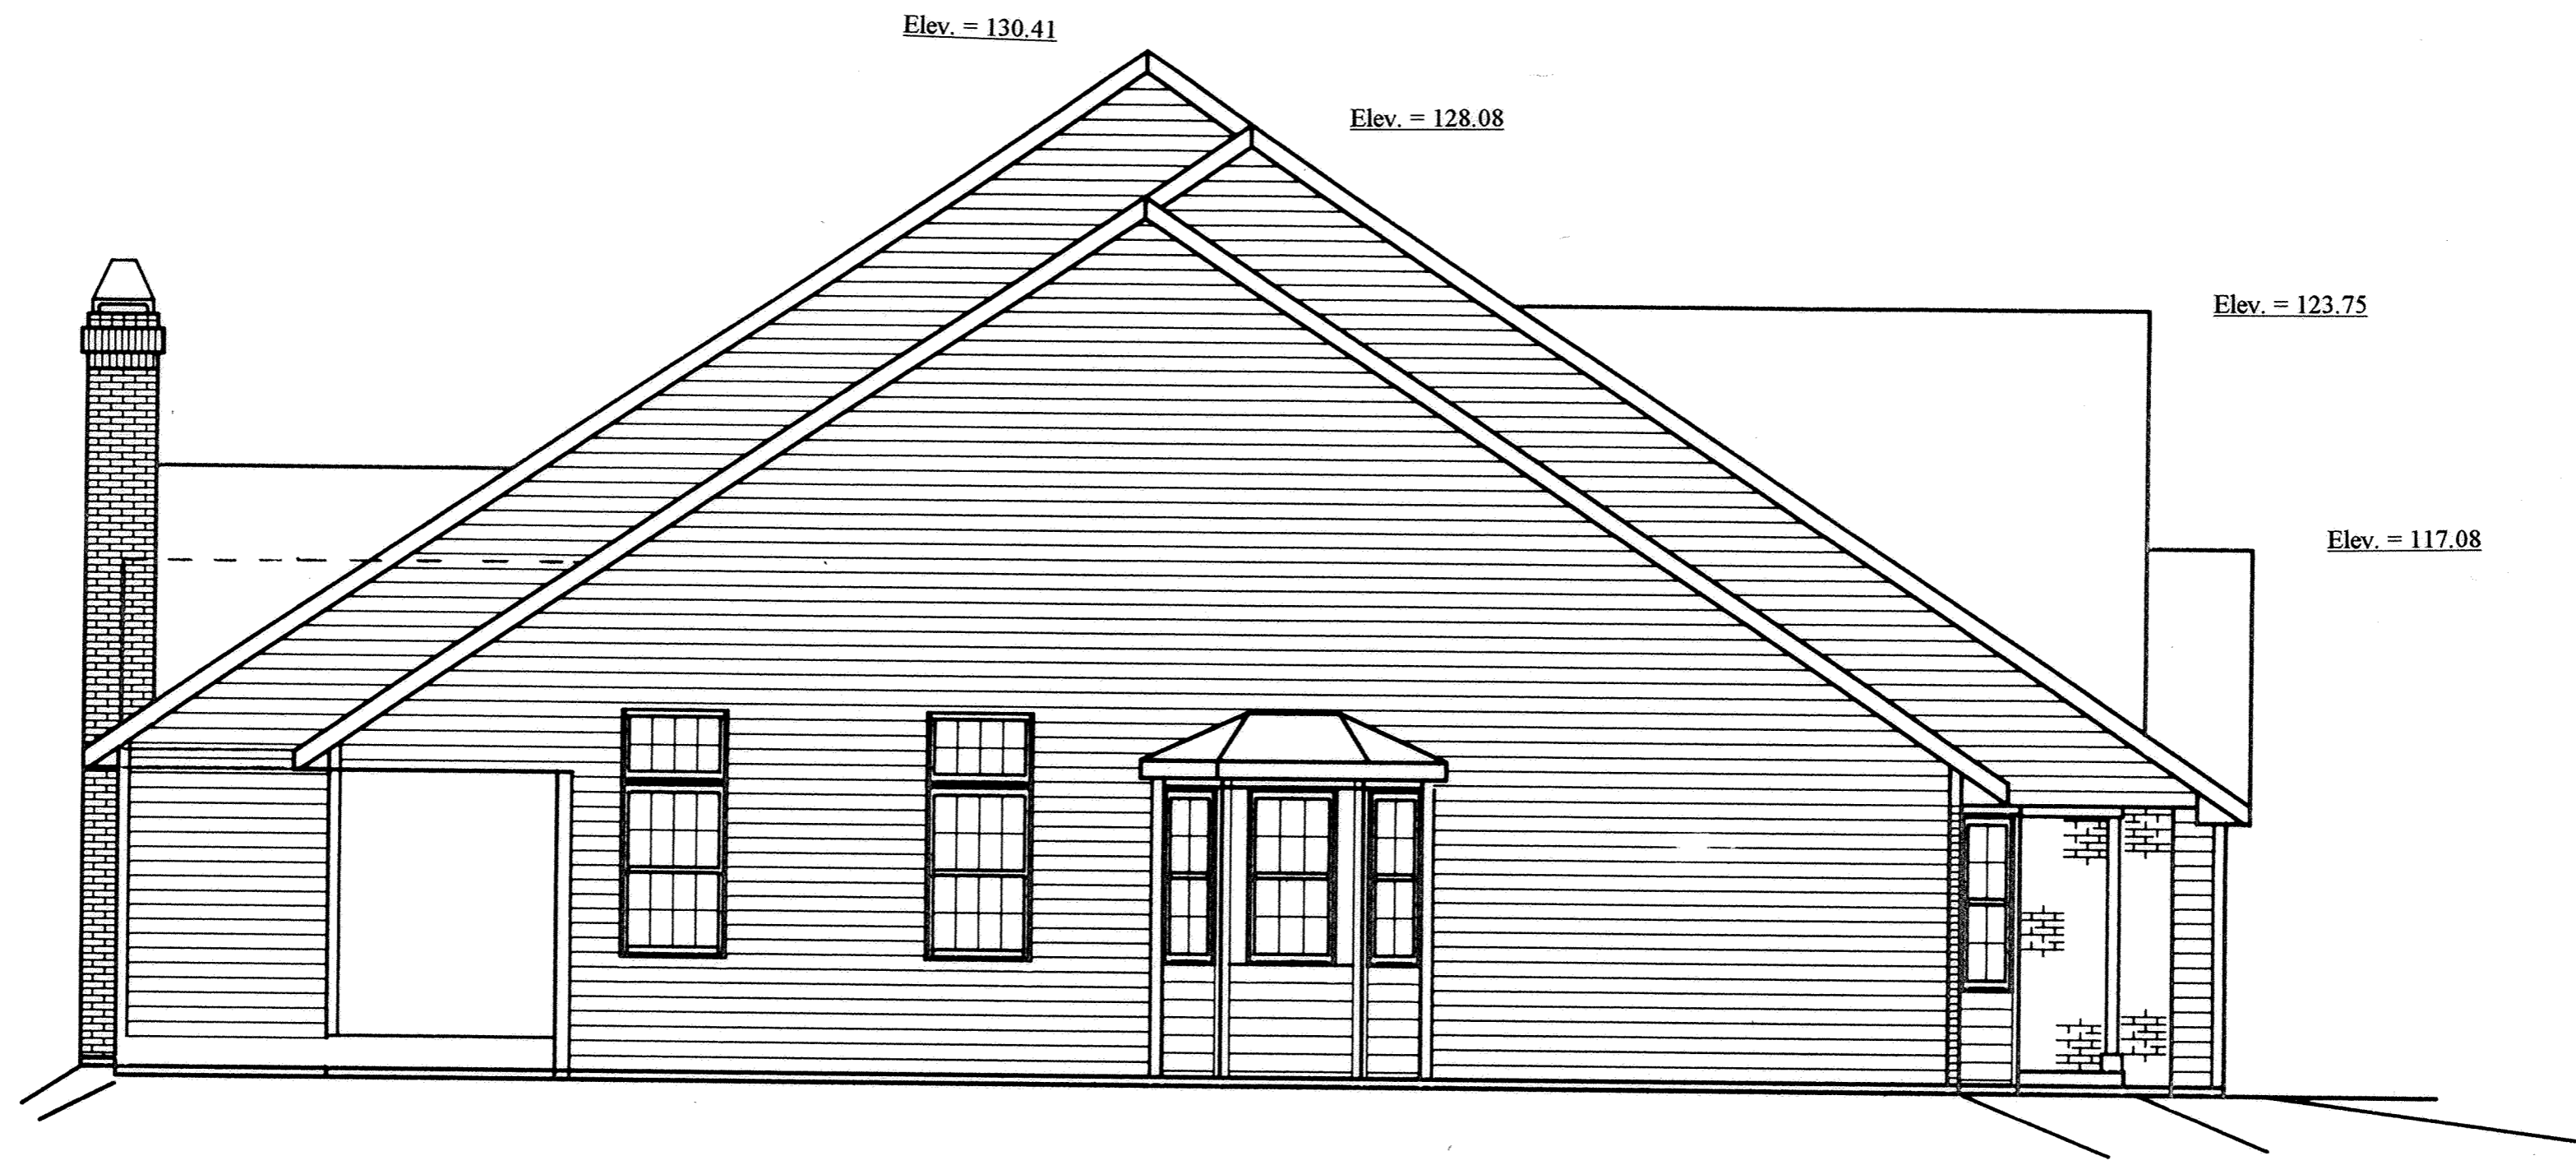 Elev. = 130.41
Elev. = 128.08
Elev. = 123.75
Elev. = 117.08